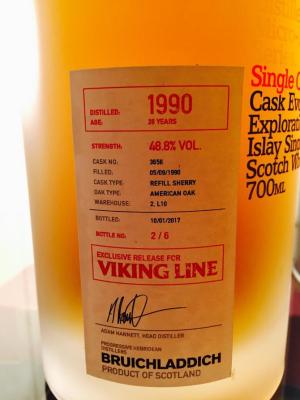 DISTILLED: 1990
AGE: 26 YEARS
STRENGTH: 48.8% VOL.
CASK NO: 3656
FILLED: 05/09/1990
CASK TYPE: REFILL SHERRY
OAK TYPE: AMERICAN OAK
WAREHOUSE: 2, L10
BOTTLED: 10/01/2017
BOTTLE NO: 2/6
EXCLUSIVE RELEASE FOR
VIKING LINE
ADAM HANNETT, HEAD DISTILLER
PROGRESSIVE HEBRIDEAN
DISTILLERS
BRUICHLADDICH
PRODUCT OF SCOTLAND
Single
Cask Evo
Exploratio
Islay Sing
Scotch W
700ML